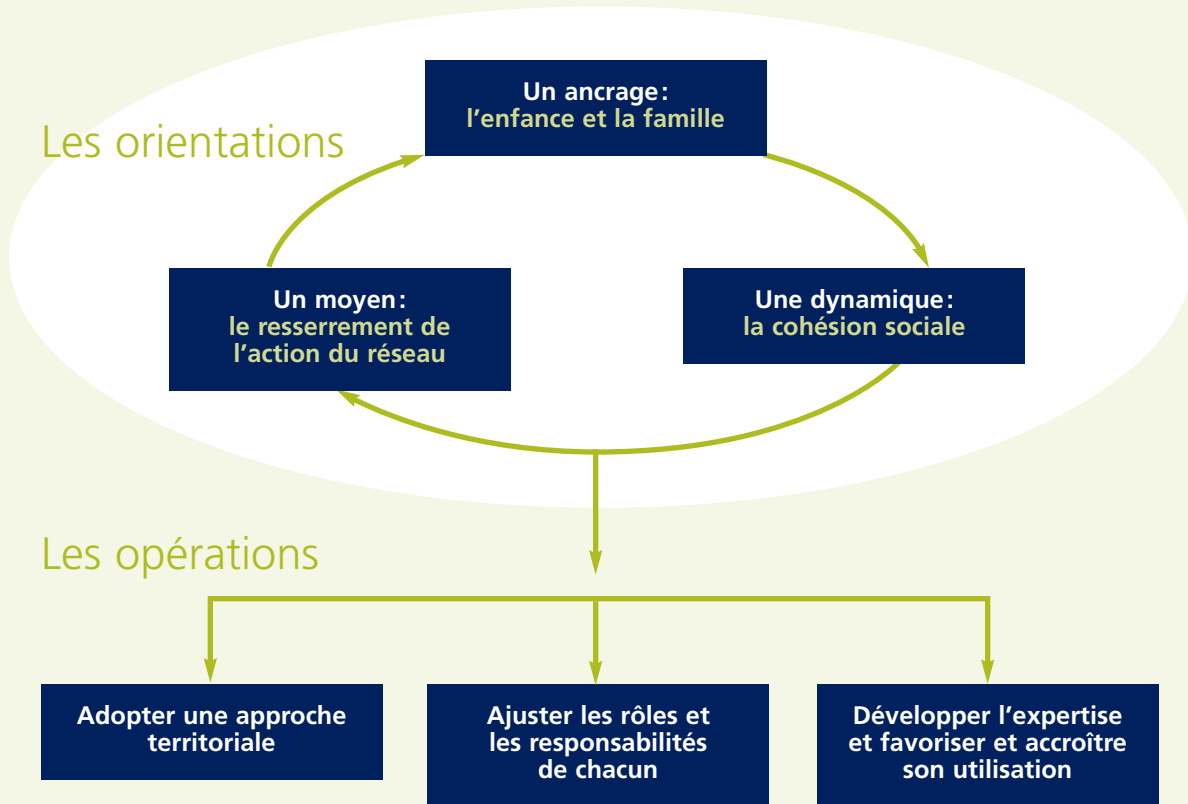 Un ancrage:
l'enfance et la famille
Les orientations
Un moyen:
le resserrement de
l'action du réseau
Une dynamique:
la cohésion sociale
Les opérations
Adopter une approche
territoriale
Ajuster les rôles et
les responsabilités
de chacun
Développer l'expertise
et favoriser et accroître
son utilisation